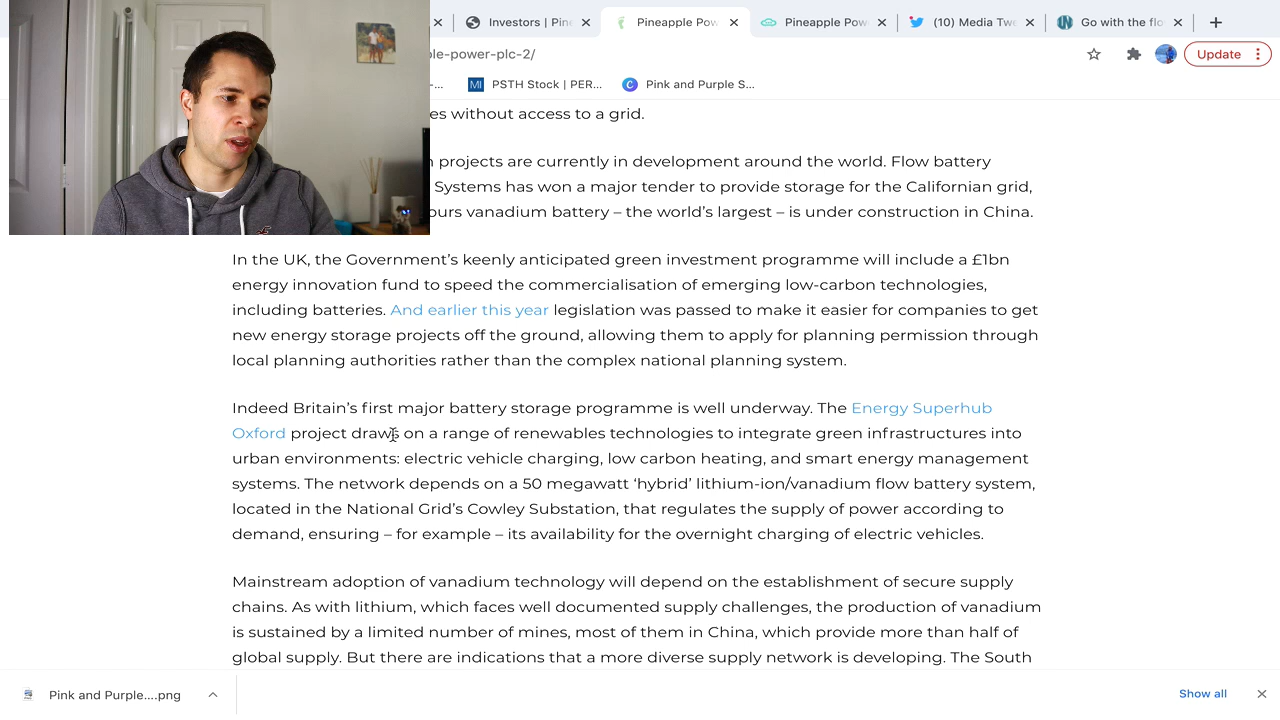 Investors | Pin
Pineapple Pow
Pineapple Pow
(10) Media Twe
Go with the flo
le-power-plc-2/
Update
PSTH Stock | PER...
Pink and Purple S...
es without access to a grid.
projects are currently in development around the world. Flow battery
Systems has won a major tender to provide storage for the Californian grid,
ours vanadium battery – the world’s largest – is under construction in China.
In the UK, the Government’s keenly anticipated green investment programme will include a £1bn
energy innovation fund to speed the commercialisation of emerging low-carbon technologies,
including batteries. And earlier this year legislation was passed to make it easier for companies to get
new energy storage projects off the ground, allowing them to apply for planning permission through
local planning authorities rather than the complex national planning system.
Indeed Britain’s first major battery storage programme is well underway. The Energy Superhub
Oxford project draws on a range of renewables technologies to integrate green infrastructures into
urban environments: electric vehicle charging, low carbon heating, and smart energy management
systems. The network depends on a 50 megawatt ‘hybrid’ lithium-ion/vanadium flow battery system,
located in the National Grid’s Cowley Substation, that regulates the supply of power according to
demand, ensuring – for example – its availability for the overnight charging of electric vehicles.
Mainstream adoption of vanadium technology will depend on the establishment of secure supply
chains. As with lithium, which faces well documented supply challenges, the production of vanadium
is sustained by a limited number of mines, most of them in China, which provide more than half of
global supply. But there are indications that a more diverse supply network is developing. The South
Pink and Purple....png
Show all